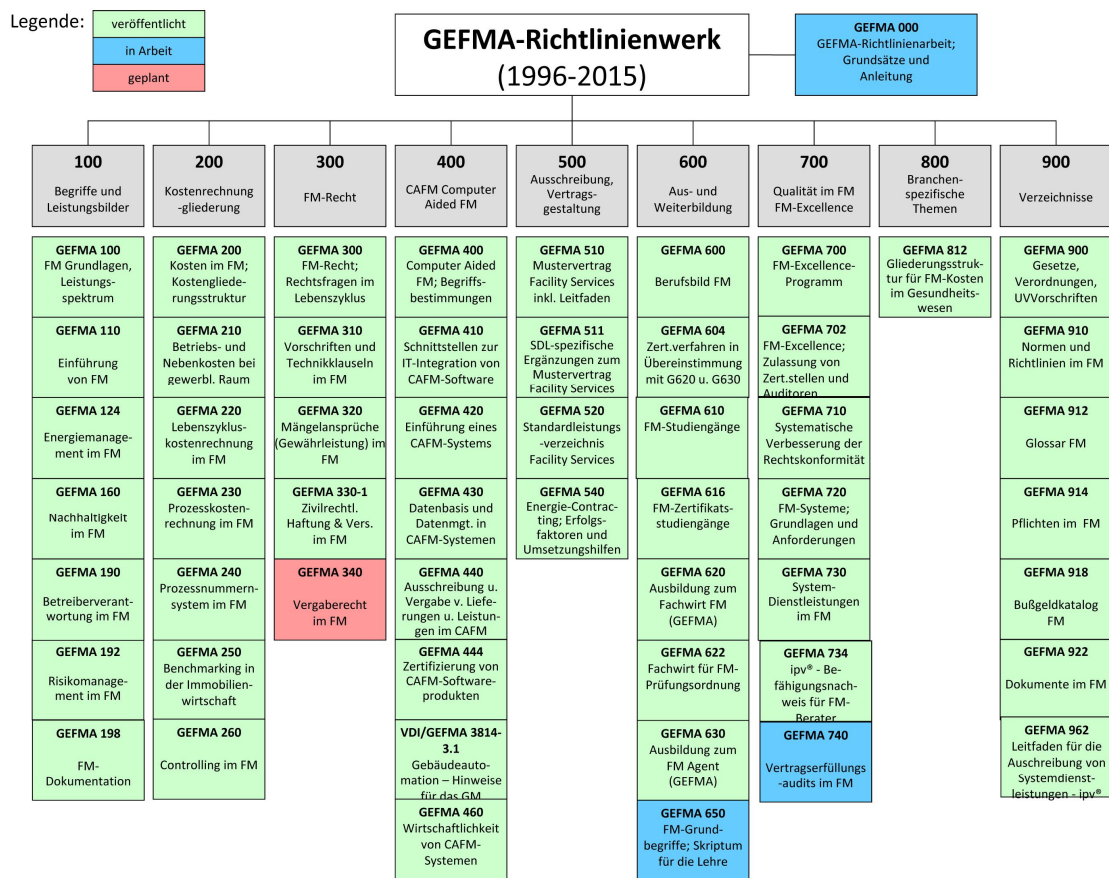 Legende:
veröffentlicht
in Arbeit
geplant
GEFMA-Richtlinienwerk
(1996-2015)
GEFMA 000
GEFMA-Richtlinienarbeit;
Grundsätze und
Anleitung
100
Begriffe und
Leistungsbilder
200
Kostenrechnung
-gliederung
300
FM-Recht
400
CAFM Computer
Aided FM
500
Ausschreibung,
Vertrags-
gestaltung
600
Aus- und
Weiterbildung
700
Qualität im FM
FM-Excellence
800
Branchen-
spezifische
Themen
900
Verzeichnisse
GEFMA 100
FM Grundlagen,
Leistungs-
spektrum
GEFMA 110
Einführung
von FM
GEFMA 124
Energiemanage-
ment im FM
GEFMA 160
Nachhaltigkeit
im FM
GEFMA 190
Betreiberverant-
wortung im FM
GEFMA 192
Risikomanage-
ment im FM
GEFMA 198
FM-
Dokumentation
GEFMA 200
Kosten im FM;
Kostenglie-
derungsstruktur
GEFMA 210
Betriebs- und
Nebenkosten bei
gewerbl. Raum
GEFMA 220
Lebenszyklus-
kostenrechnung
im FM
GEFMA 230
Prozesskosten-
rechnung im FM
GEFMA 240
Prozessnummern-
system im FM
GEFMA 250
Benchmarking in
der Immobilien-
wirtschaft
GEFMA 260
Controlling im FM
GEFMA 300
FM-Recht;
Rechtsfragen im
Lebenszyklus
GEFMA 310
Vorschriften und
Technikklauseln
im FM
GEFMA 320
Mängelansprüche
(Gewährleistung) im
FM
GEFMA 330-1
Zivilrechtl.
Haftung & Vers.
im FM
GEFMA 340
Vergaberecht
im FM
GEFMA 400
Computer Aided
FM; Begriffs-
bestimmungen
GEFMA 410
Schnittstellen zur
IT-Integration von
CAFM-Software
GEFMA 420
Einführung eines
CAFM-Systems
GEFMA 430
Datenbasis und
Datenmgt. in
CAFM-Systemen
GEFMA 440
Ausschreibung u.
Vergabe v. Liefe-
rungen u. Leistun-
gen im CAFM
GEFMA 444
Zertifizierung von
CAFM-Software-
produkten
VDI/GEFMA 3814-
3.1
Gebäudeauto-
mation – Hinweise
für das GM
GEFMA 460
Wirtschaftlichkeit
von CAFM-
Systemen
GEFMA 510
Mustervertrag
Facility Services
inkl. Leitfaden
GEFMA 511
SDL-spezifische
Ergänzungen zum
Mustervertrag
Facility Services
GEFMA 520
Standardleistungs
-verzeichnis
Facility Services
GEFMA 540
Energie-Contrac-
ting; Erfolgs-
faktoren und
Umsetzungshilfen
GEFMA 600
Berufsbild FM
GEFMA 604
Zert.verfahren in
Übereinstimmung
mit G620 u. G630
GEFMA 610
FM-Studiengänge
GEFMA 616
FM-Zertifikats-
studiengänge
GEFMA 620
Ausbildung zum
Fachwirt FM
(GEFMA)
GEFMA 622
Fachwirt für FM-
Prüfungsordnung
GEFMA 630
Ausbildung zum
FM Agent
(GEFMA)
GEFMA 650
FM-Grund-
begriffe; Skriptum
für die Lehre
GEFMA 700
FM-Excellence-
Programm
GEFMA 702
FM-Excellence;
Zulassung von
Zert.stellen und
Auditoren
GEFMA 710
Systematische
Verbesserung der
Rechtskonformität
GEFMA 720
FM-Systeme;
Grundlagen und
Anforderungen
GEFMA 730
System-
Dienstleistungen
im FM
GEFMA 734
ipv® - Be-
fähigungsnach-
weis für FM-
Berater
GEFMA 740
Vertragserfüllungs
-audits im FM
GEFMA 812
Gliederungsstruk-
tur für FM-Kosten
im Gesundheits-
wesen
GEFMA 900
Gesetze,
Verordnungen,
UVVorschriften
GEFMA 910
Normen und
Richtlinien im FM
GEFMA 912
Glossar FM
GEFMA 914
Pflichten im FM
GEFMA 918
Bußgeldkatalog
FM
GEFMA 922
Dokumente im FM
GEFMA 962
Leitfaden für die
Auschreibung von
Systemdienst-
leistungen - ipv®